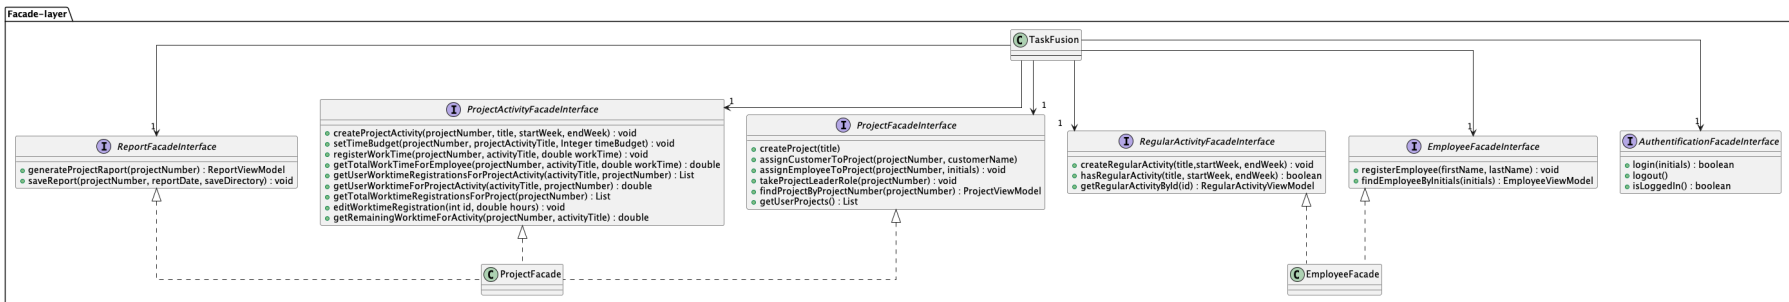 Facade-layer
C TaskFusion
1
1
1
1
1
1
I ReportFacadeInterface
generateProjectRaport(projectNumber) : ReportViewModel
saveReport(projectNumber, reportDate, saveDirectory) : void
I ProjectActivityFacadeInterface
createProjectActivity(projectNumber, title, startWeek, endWeek) : void
setTimeBudget(projectNumber, projectActivityTitle, Integer timeBudget) : void
registerWorkTime(projectNumber, activityTitle, double workTime) : void
getTotalWorkTimeForEmployee(projectNumber, activityTitle, double workTime) : double
getUserWorktimeRegistrationsForProjectActivity(activityTitle, projectNumber) : List
getUserWorktimeForProjectActivity(activityTitle, projectNumber) : double
getTotalWorktimeRegistrationsForProject(projectNumber) : List
editWorktimeRegistration(int id, double hours) : void
getRemainingWorktimeForActivity(projectNumber, activityTitle) : double
I ProjectFacadeInterface
createProject(title)
assignCustomerToProject(projectNumber, customerName)
assignEmployeeToProject(projectNumber, initials) : void
takeProjectLeaderRole(projectNumber) : void
findProjectByProjectNumber(projectNumber) : ProjectViewModel
getUserProjects() : List
I RegularActivityFacadeInterface
createRegularActivity(title,startWeek, endWeek) : void
hasRegularActivity(title, startWeek, endWeek) : boolean
getRegularActivityById(id) : RegularActivityViewModel
I EmployeeFacadeInterface
registerEmployee(firstName, lastName) : void
findEmployeeByInitials(initials) : EmployeeViewModel
I AuthentificationFacadeInterface
login(initials) : boolean
logout()
isLoggedIn() : boolean
C ProjectFacade
C EmployeeFacade